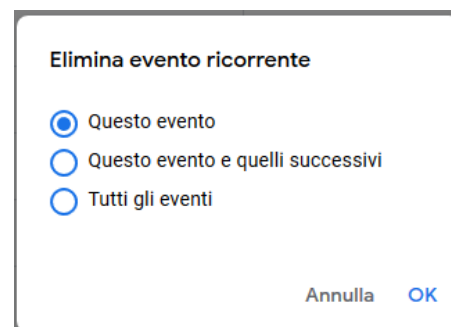 Elimina evento ricorrente
Questo evento
Questo evento e quelli successivi
Tutti gli eventi
Annulla OK